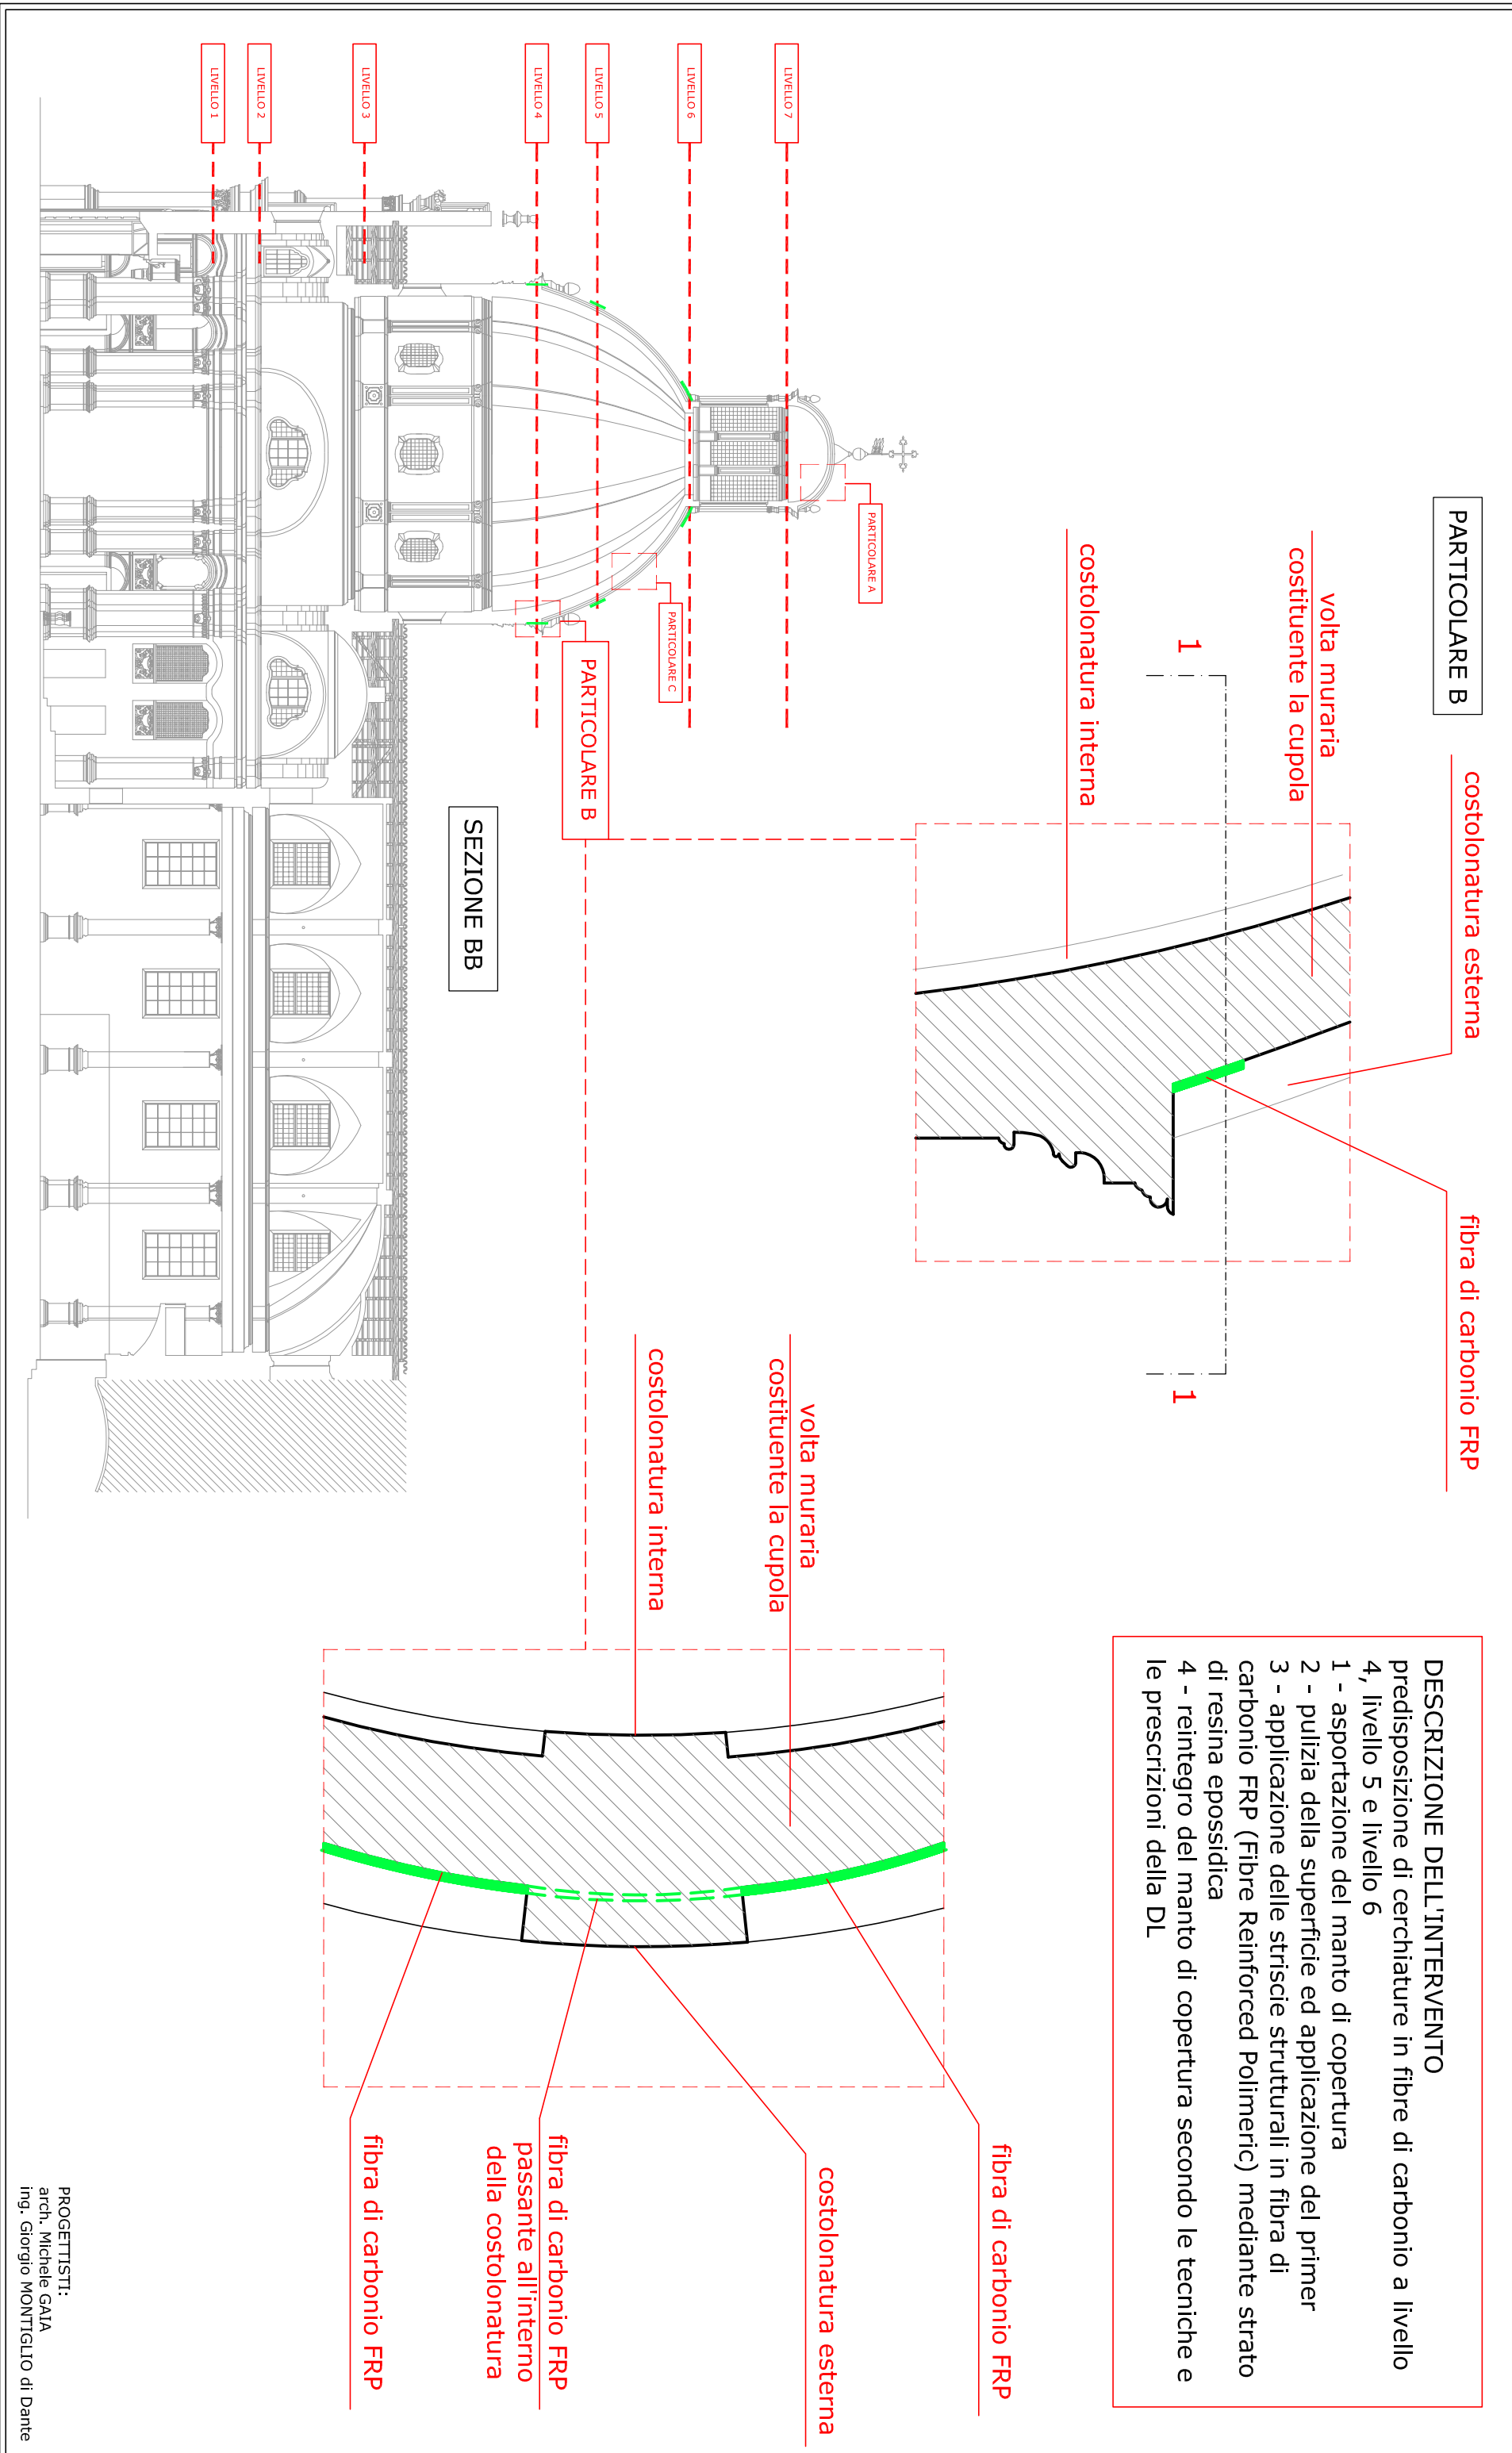 PARTICOLARE B
costolonatura esterna
fibra di carbonio FRP
volta muraria
costituente la cupola
1
1
costolonatura interna
DESCRIZIONE DELL'INTERVENTO
predisposizione di cerchiature in fibre di carbonio a livello
4, livello 5 e livello 6
1 - asportazione del manto di copertura
2 - pulizia della superficie ed applicazione del primer
3 - applicazione delle striscie strutturali in fibra di
carbonio FRP (Fibre Reinforced Polimeric) mediante strato
di resina epossidica
4 - reintegro del manto di copertura secondo le tecniche e
le prescrizioni della DL
PARTICOLARE A
PARTICOLARE C
PARTICOLARE B
LIVELLO 7
LIVELLO 6
LIVELLO 5
LIVELLO 4
LIVELLO 3
LIVELLO 2
LIVELLO 1
SEZIONE BB
volta muraria
costituente la cupola
costolonatura interna
fibra di carbonio FRP
costolonatura esterna
fibra di carbonio FRP
passante all'interno
della costolonatura
fibra di carbonio FRP
PROGETTISTI:
arch. Michele GAIA
ing. Giorgio MONTIGLIO di Dante